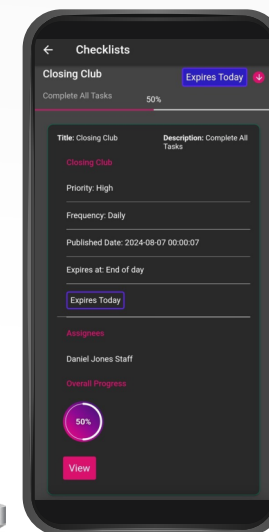 Checklists
Closing Club
Expires Today
Complete All Tasks
50%
Title: Closing Club
Description: Complete All
Tasks
Closing Club
Priority: High
Frequency: Daily
Published Date: 2024-08-07 00:00:07
Expires at: End of day
Expires Today
Assignees
Daniel Jones Staff
Overall Progress
50%
View